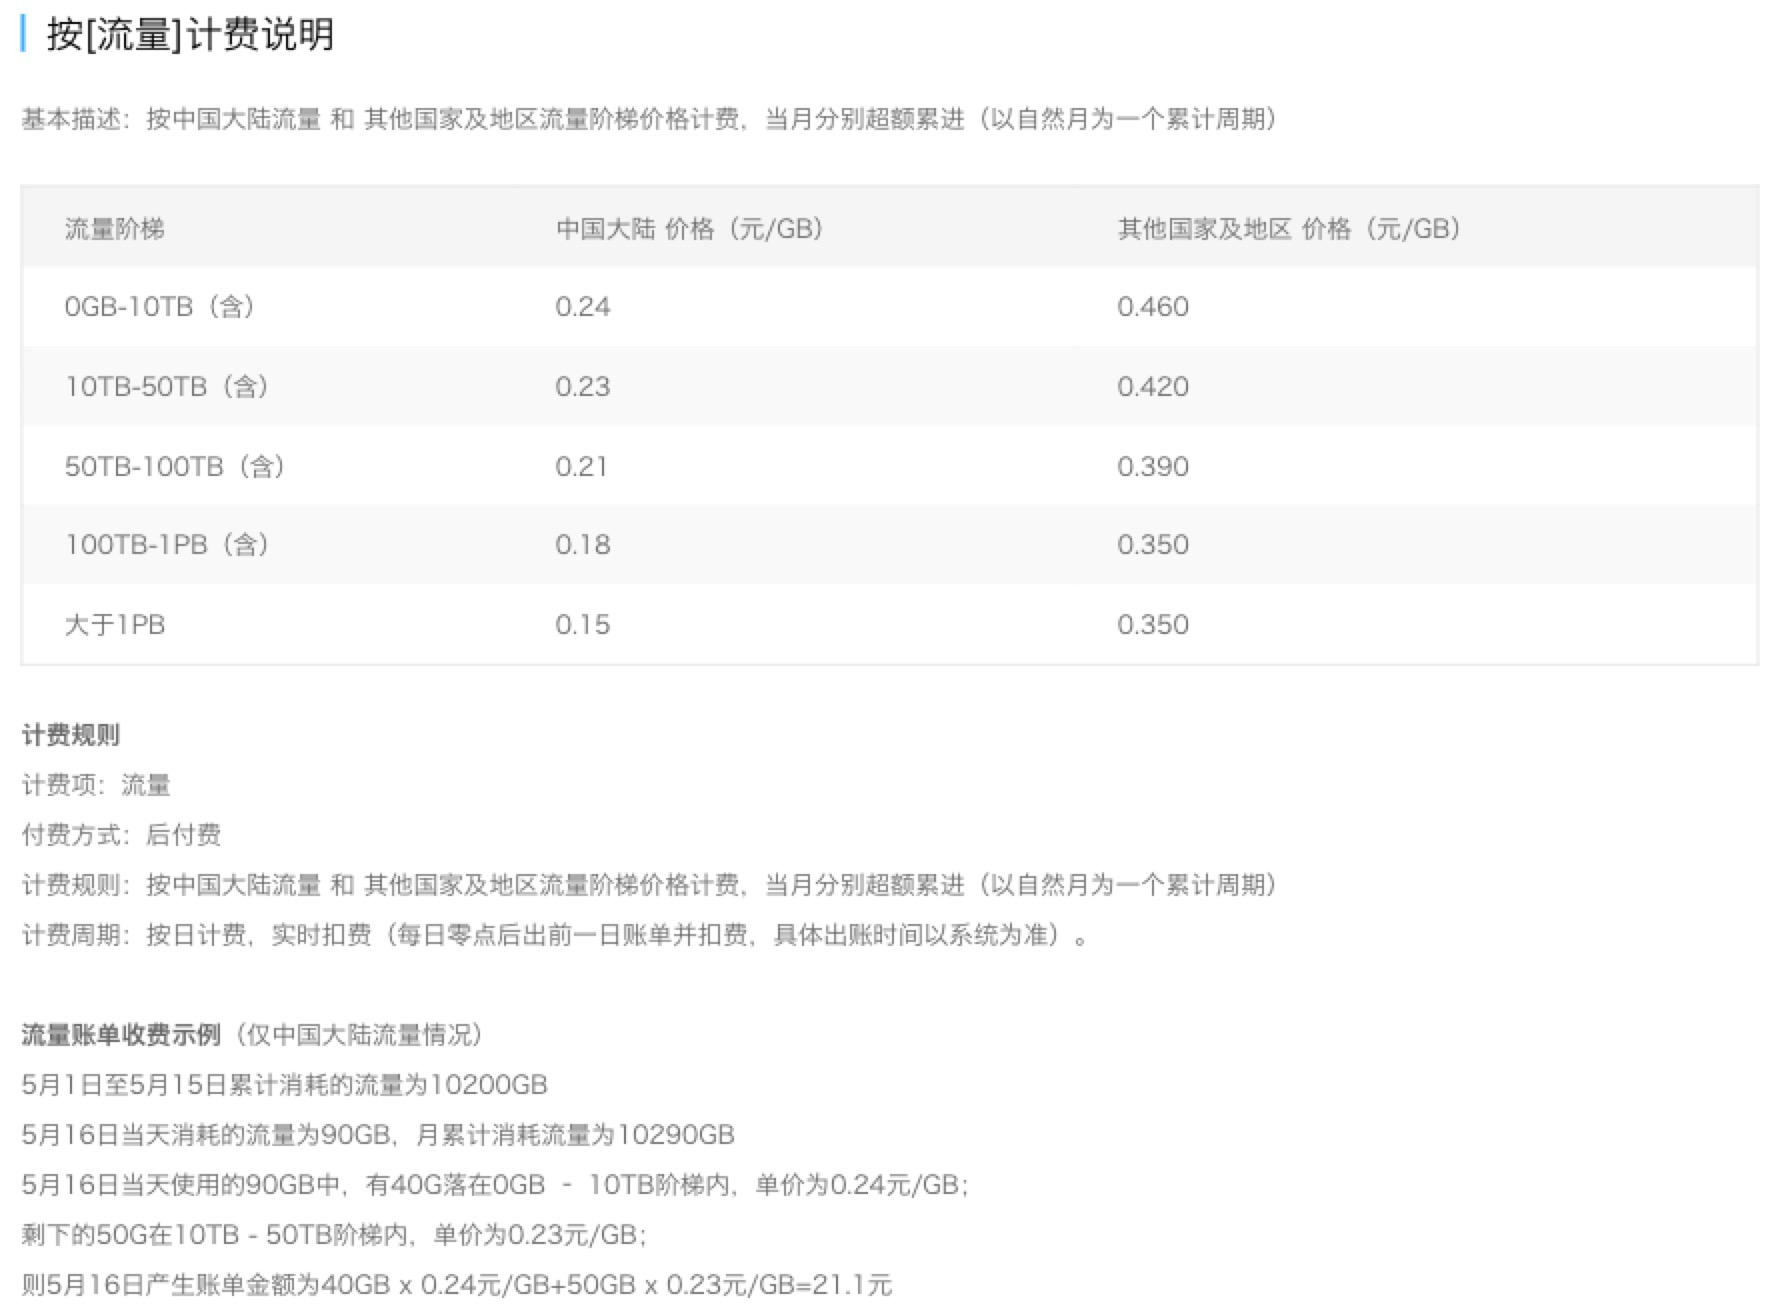 按[流量]计费说明
基本描述：按中国大陆流量 和 其他国家及地区流量阶梯价格计费，当月分别超额累进（以自然月为一个累计周期）
流量阶梯 中国大陆 价格（元/GB） 其他国家及地区 价格（元/GB）
0GB-10TB（含） 0.24 0.460
10TB-50TB（含） 0.23 0.420
50TB-100TB（含） 0.21 0.390
100TB-1PB（含） 0.18 0.350
大于1PB 0.15 0.350
计费规则
计费项：流量
付费方式：后付费
计费规则：按中国大陆流量 和 其他国家及地区流量阶梯价格计费，当月分别超额累进（以自然月为一个累计周期）
计费周期：按日计费，实时扣费（每日零点后出前一日账单并扣费，具体出账时间以系统为准）。
流量账单收费示例（仅中国大陆流量情况）
5月1日至5月15日累计消耗的流量为10200GB
5月16日当天消耗的流量为90GB，月累计消耗流量为10290GB
5月16日当天使用的90GB中，有40G落在0GB - 10TB阶梯内，单价为0.24元/GB；
剩下的50G在10TB - 50TB阶梯内，单价为0.23元/GB；
则5月16日产生账单金额为40GB x 0.24元/GB+50GB x 0.23元/GB=21.1元